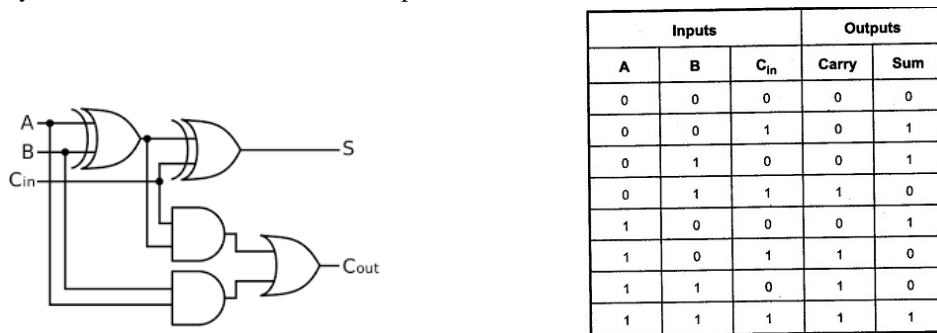 A
B
Cin
S
Cout
Inputs Outputs
A B Cin Carry Sum
0 0 0 0 0
0 0 1 0 1
0 1 0 0 1
0 1 1 1 0
1 0 0 0 1
1 0 1 1 0
1 1 0 1 0
1 1 1 1 1